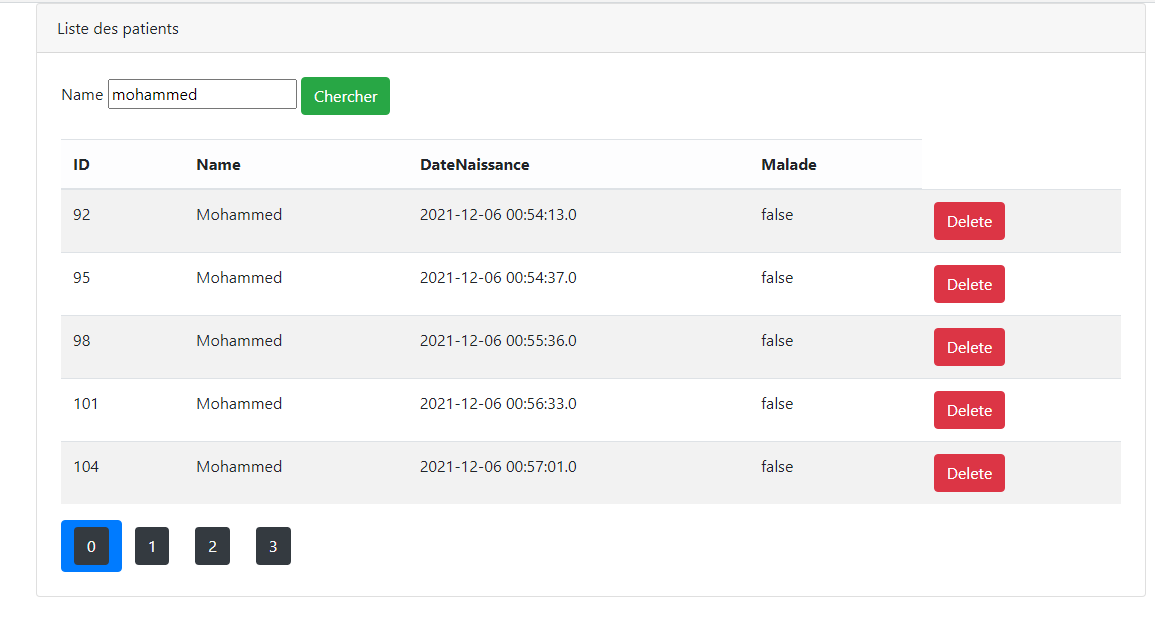 Liste des patients
Name mohammed Chercher
ID Name DateNaissance Malade
92 Mohammed 2021-12-06 00:54:13.0 false Delete
95 Mohammed 2021-12-06 00:54:37.0 false Delete
98 Mohammed 2021-12-06 00:55:36.0 false Delete
101 Mohammed 2021-12-06 00:56:33.0 false Delete
104 Mohammed 2021-12-06 00:57:01.0 false Delete
0 1 2 3